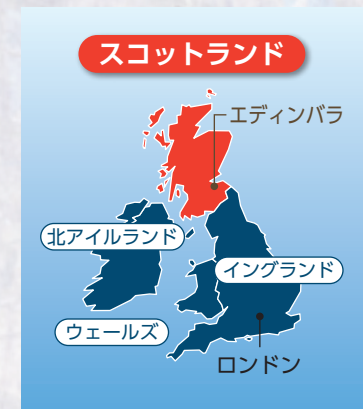 スコットランド
エディンバラ
北アイルランド
イングランド
ウェールズ
ロンドン